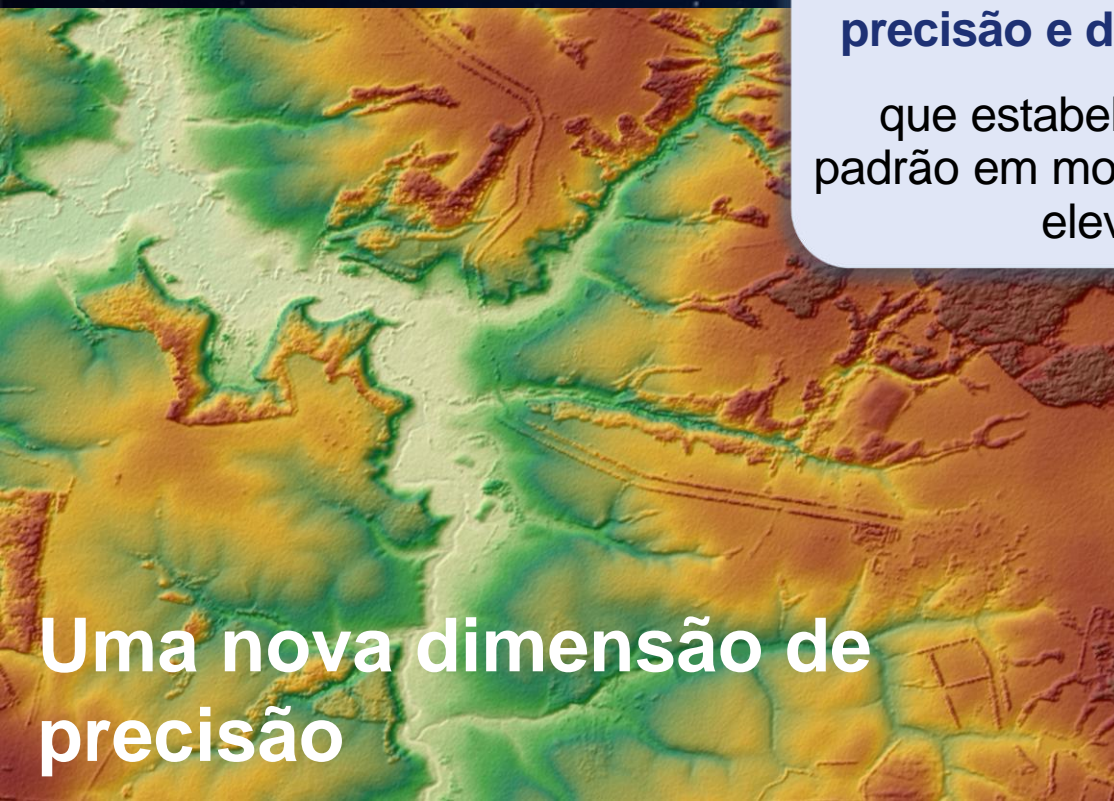 precisão e d
que estabel
padrão em mo
elev
Uma nova dimensão de
precisão